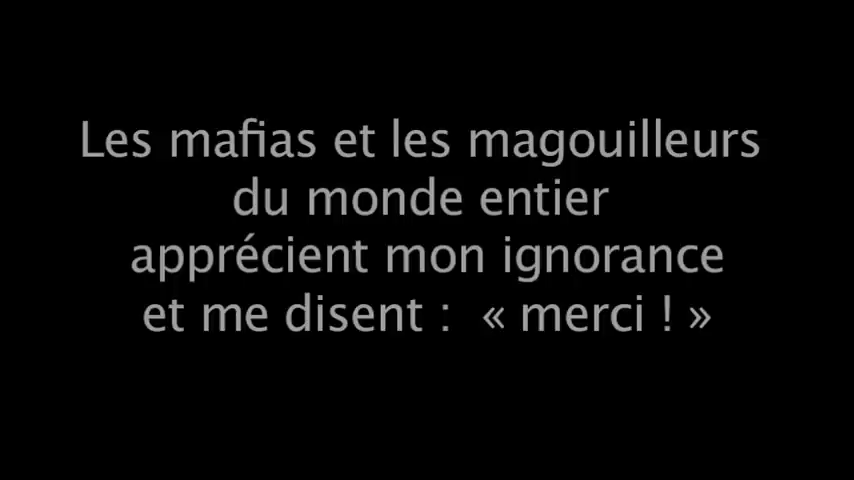 Les mafias et les magouilleurs
du monde entier
apprécient mon ignorance
et me disent : « merci ! »